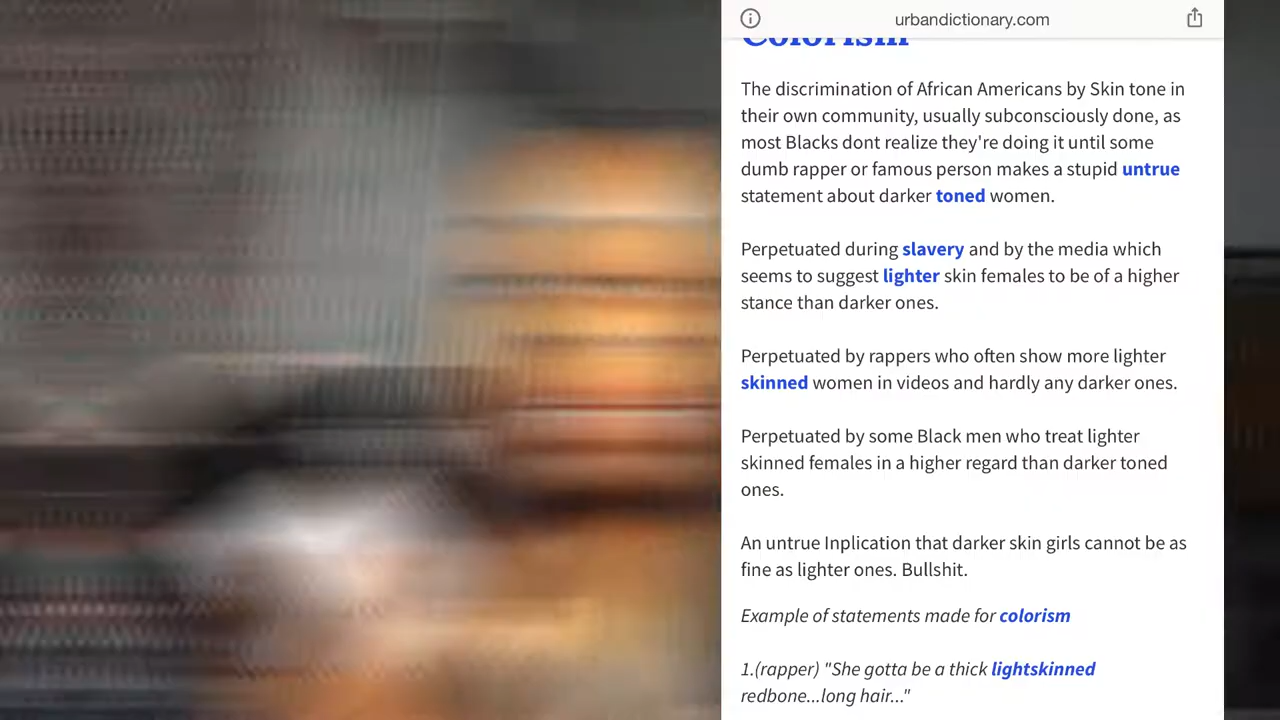 urbandictionary.com
Colorism
The discrimination of African Americans by Skin tone in
their own community, usually subconsciously done, as
most Blacks dont realize they're doing it until some
dumb rapper or famous person makes a stupid untrue
statement about darker toned women.
Perpetuated during slavery and by the media which
seems to suggest lighter skin females to be of a higher
stance than darker ones.
Perpetuated by rappers who often show more lighter
skinned women in videos and hardly any darker ones.
Perpetuated by some Black men who treat lighter
skinned females in a higher regard than darker toned
ones.
An untrue Inplication that darker skin girls cannot be as
fine as lighter ones. Bullshit.
Example of statements made for colorism
1.(rapper) "She gotta be a thick lightskinned
redbone...long hair..."